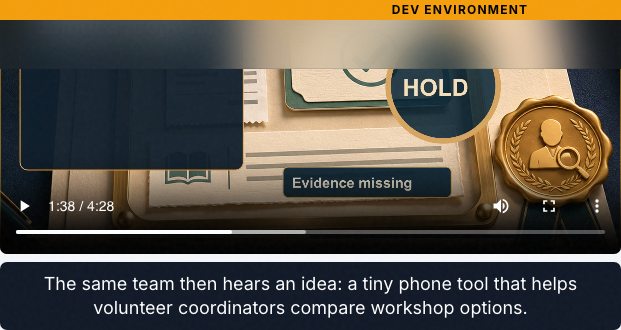 DEV ENVIRONMENT
HOLD
Evidence missing
1:38 / 4:28
The same team then hears an idea: a tiny phone tool that helps
volunteer coordinators compare workshop options.